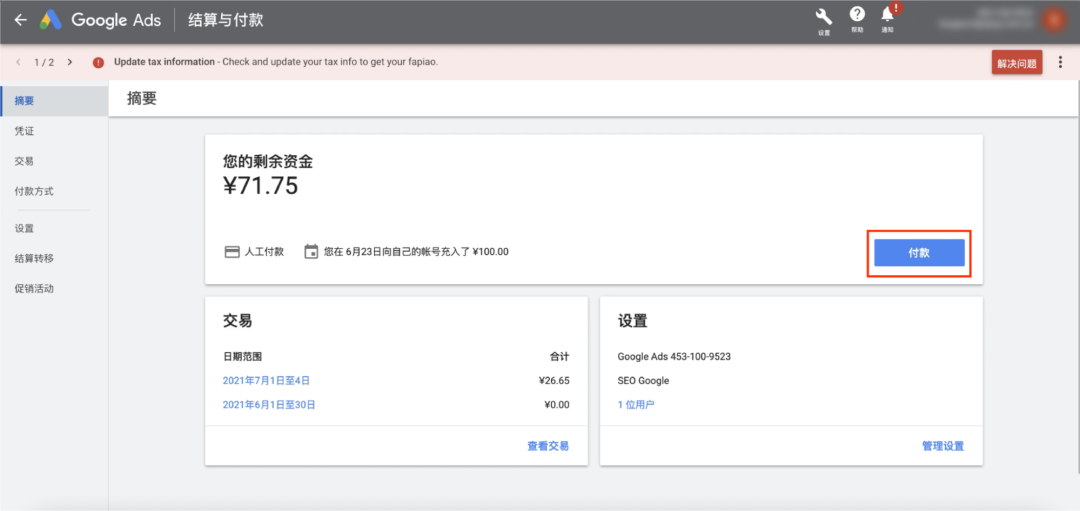 Google Ads 结算与付款
设置 帮助 通知
1 / 2 Update tax information - Check and update your tax info to get your fapiao. 解决问题
摘要
凭证
交易
付款方式
设置
结算转移
促销活动
摘要
您的剩余资金
¥71.75
人工付款 您在 6月23日向自己的帐号充入了 ¥100.00
付款
交易
日期范围 合计
2021年7月1日至4日 ¥26.65
2021年6月1日至30日 ¥0.00
查看交易
设置
Google Ads 453-100-9523
SEO Google
1 位用户
管理设置